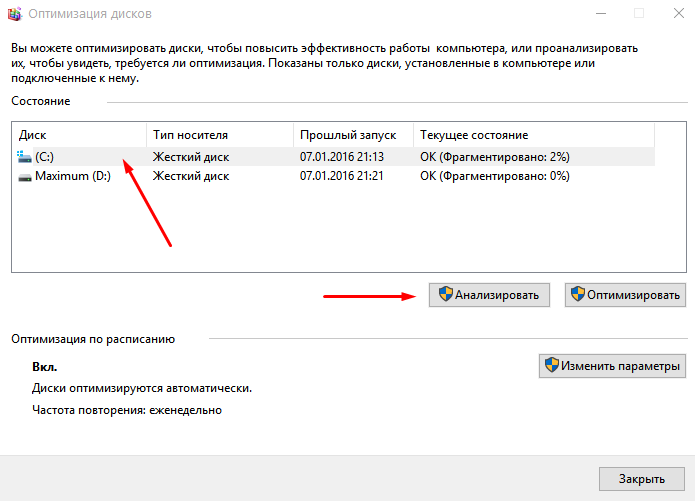 Оптимизация дисков
Вы можете оптимизировать диски, чтобы повысить эффективность работы компьютера, или проанализировать
их, чтобы увидеть, требуется ли оптимизация. Показаны только диски, установленные в компьютере или
подключенные к нему.
Состояние
Диск Тип носителя Прошлый запуск Текущее состояние
(C:) Жесткий диск 07.01.2016 21:13 ОК (Фрагментировано: 2%)
Maximum (D:) Жесткий диск 07.01.2016 21:21 ОК (Фрагментировано: 0%)
Анализировать Оптимизировать
Оптимизация по расписанию
Вкл. Изменить параметры
Диски оптимизируются автоматически.
Частота повторения: еженедельно
Закрыть